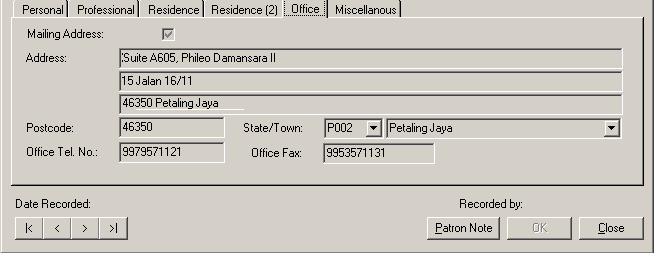 Personal Professional Residence Residence (2) Office Miscellanous
Mailing Address:
Address: Suite A605, Phileo Damansara II
15 Jalan 16/11
46350 Petaling Jaya
Postcode: 46350 State/Town: P002 Petaling Jaya
Office Tel. No.: 9979571121 Office Fax: 9953571131
Date Recorded: Recorded by:
|< < > >| Patron Note OK Close